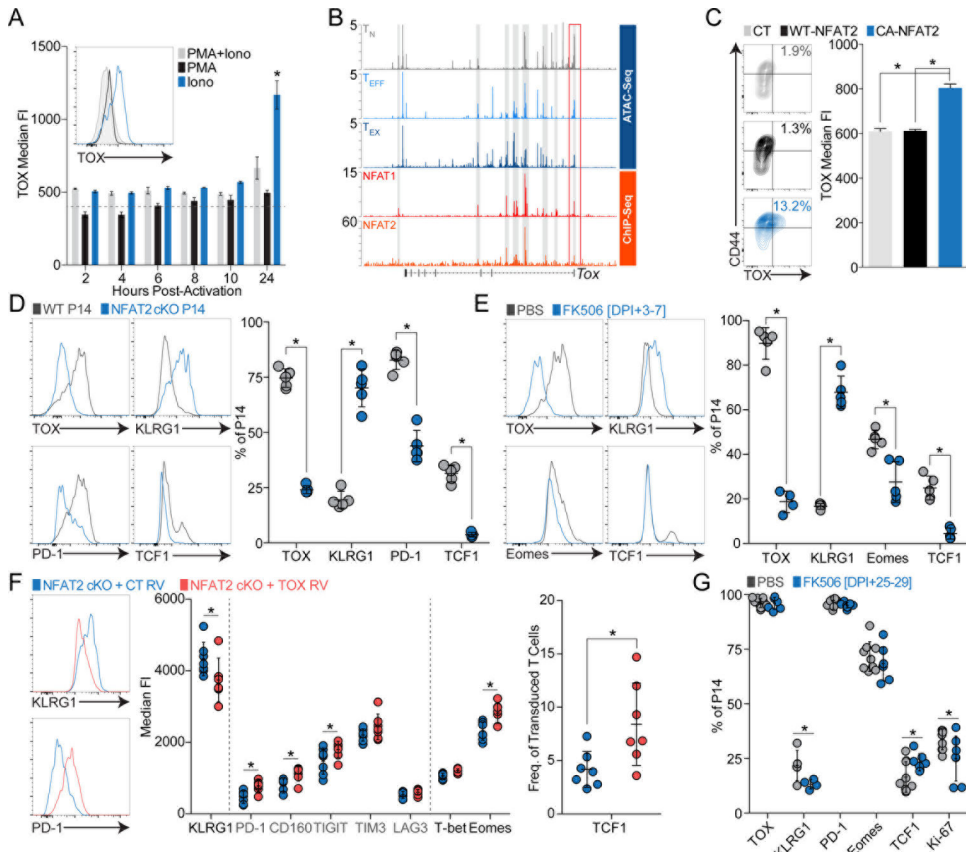 A
1500
1000
500
0
TOX Median FI
PMA+Iono
PMA
Iono
TOX
*
2 4 6 8 10 24
Hours Post-Activation
B
5 TN
5 TEFF
5 TEX
15 NFAT1
60 NFAT2
ATAC-Seq
ChIP-Seq
Tox
C
CT WT-NFAT2 CA-NFAT2
1.9%
1.3%
13.2%
CD44
TOX
1000
800
600
400
200
0
TOX Median FI
* *
D
WT P14 NFAT2 cKO P14
TOX KLRG1
PD-1 TCF1
100
75
50
25
0
% of P14
* * * *
TOX KLRG1 PD-1 TCF1
E
PBS FK506 [DPI+3-7]
TOX KLRG1
Eomes TCF1
100
80
60
40
20
0
% of P14
* * * *
TOX KLRG1 Eomes TCF1
F
NFAT2 cKO + CT RV NFAT2 cKO + TOX RV
KLRG1
PD-1
6000
4000
2000
0
Median FI
* * * * *
KLRG1 PD-1 CD160 TIGIT TIM3 LAG3 T-bet Eomes
20
16
12
8
4
0
Freq. of Transduced T Cells
*
TCF1
G
PBS FK506 [DPI+25-29]
100
75
50
25
0
% of P14
* * *
TOX KLRG1 PD-1 Eomes TCF1 Ki-67